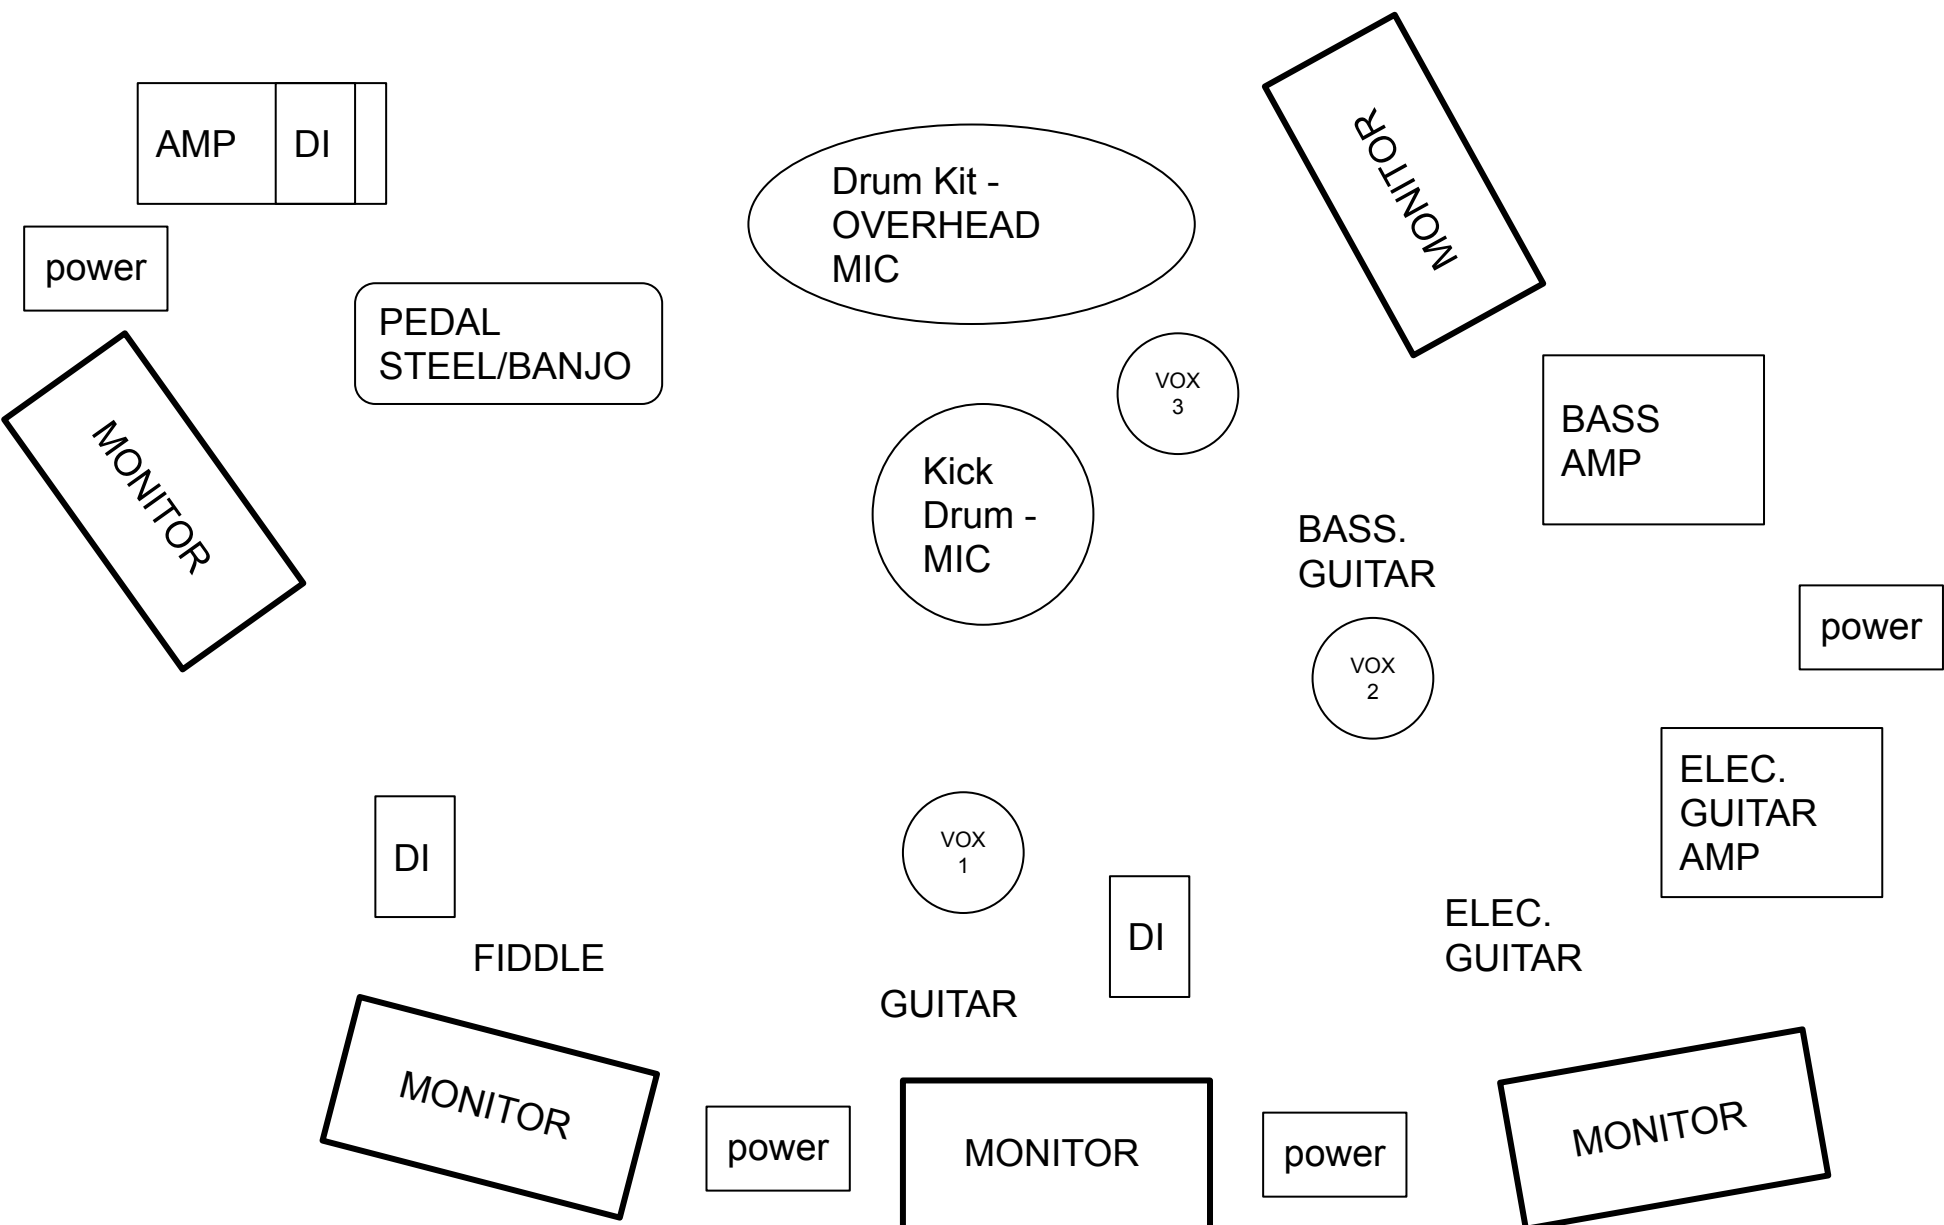 AMP
DI
Drum Kit -
OVERHEAD
MIC
MONITOR
power
PEDAL
STEEL/BANJO
VOX
3
BASS
AMP
MONITOR
Kick
Drum -
MIC
BASS.
GUITAR
power
VOX
2
ELEC.
GUITAR
AMP
DI
VOX
1
DI
ELEC.
GUITAR
FIDDLE
GUITAR
MONITOR
power
MONITOR
power
MONITOR